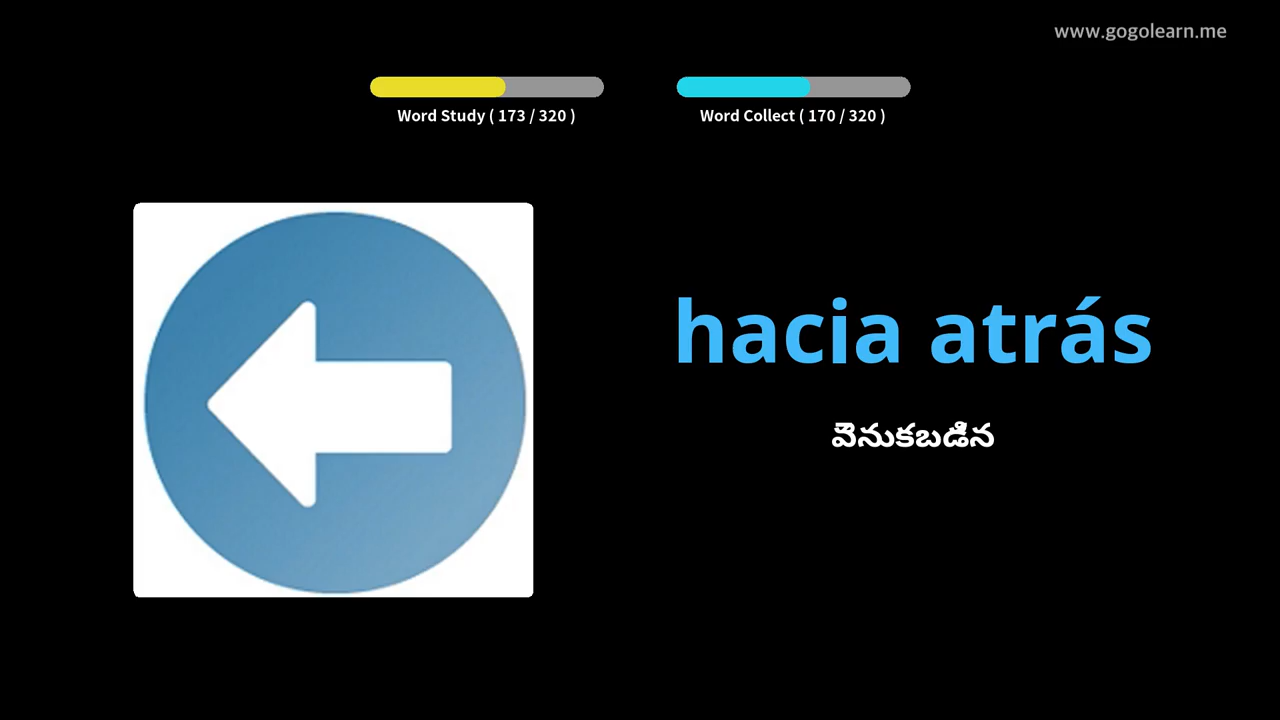 www.gogolearn.me
Word Study ( 173 / 320 )
Word Collect ( 170 / 320 )
hacia atrás
వెనుకబడిన